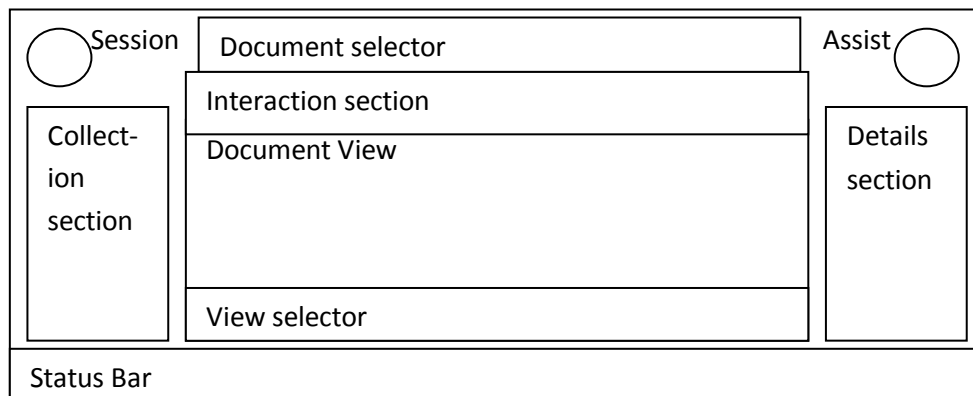 Session
Document selector
Assist
Interaction section
Collect-
ion
section
Document View
Details
section
View selector
Status Bar